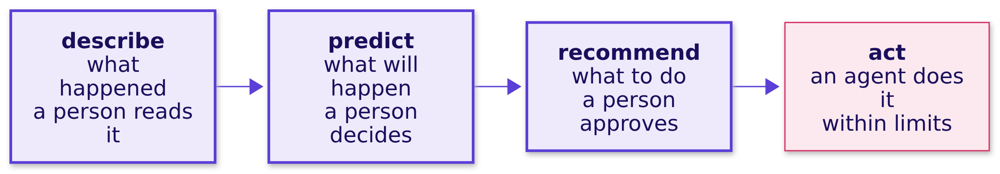 describe
what
happened
a person reads
it
predict
what will
happen
a person
decides
recommend
what to do
a person
approves
act
an agent does
it
within limits